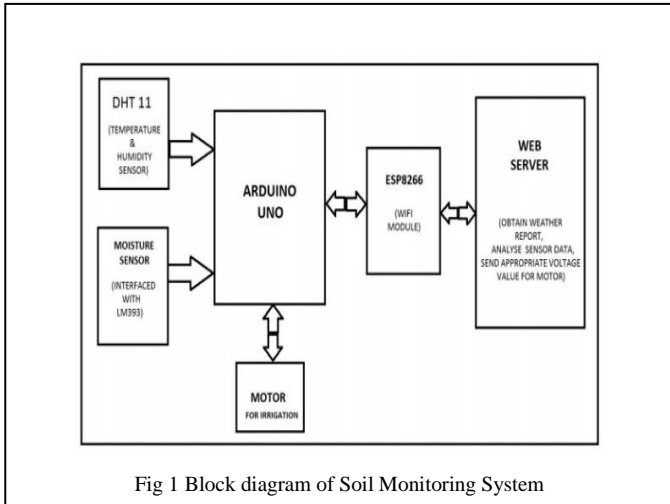 DHT 11
(TEMPERATURE
&
HUMIDITY
SENSOR)
MOISTURE
SENSOR
(INTERFACED
WITH
LM393)
ARDUINO
UNO
MOTOR
FOR IRRIGATION
ESP8266
(WIFI
MODULE)
WEB
SERVER
(OBTAIN WEATHER
REPORT,
ANALYSE SENSOR DATA,
SEND APPROPRIATE VOLTAGE
VALUE FOR MOTOR)
Fig 1 Block diagram of Soil Monitoring System